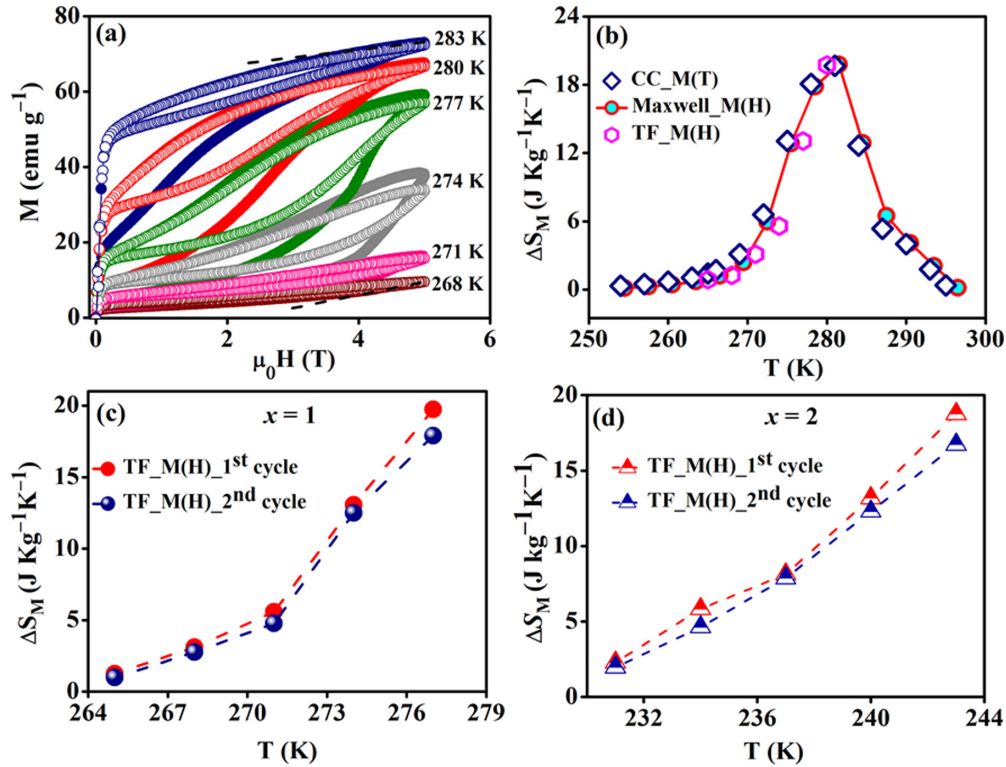 (a)
M (emu g⁻¹)
80
60
40
20
0
283 K
280 K
277 K
274 K
271 K
268 K
0 2 4 6
μ₀H (T)
(b)
ΔS_M (J Kg⁻¹K⁻¹)
24
18
12
6
0
CC_M(T)
Maxwell_M(H)
TF_M(H)
250 260 270 280 290 300
T (K)
(c)
x = 1
ΔS_M (J Kg⁻¹K⁻¹)
20
15
10
5
0
TF_M(H)_1ˢᵗ cycle
TF_M(H)_2ⁿᵈ cycle
264 267 270 273 276 279
T (K)
(d)
x = 2
ΔS_M (J kg⁻¹K⁻¹)
20
15
10
5
0
TF_M(H)_1ˢᵗ cycle
TF_M(H)_2ⁿᵈ cycle
232 236 240 244
T (K)